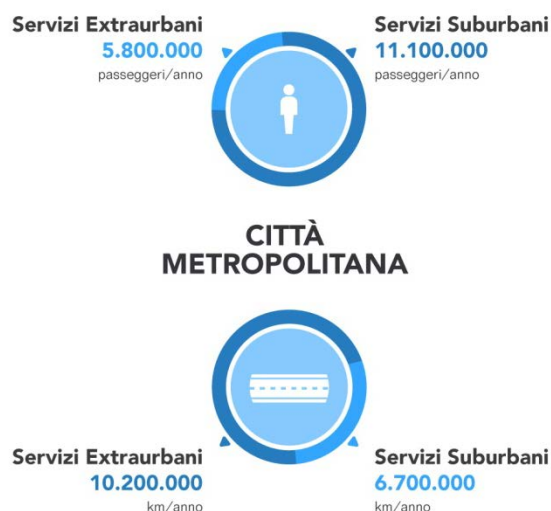 Servizi Extraurbani
5.800.000
passeggeri/anno
Servizi Suburbani
11.100.000
passeggeri/anno
CITTÀ
METROPOLITANA
Servizi Extraurbani
10.200.000
km/anno
Servizi Suburbani
6.700.000
km/anno